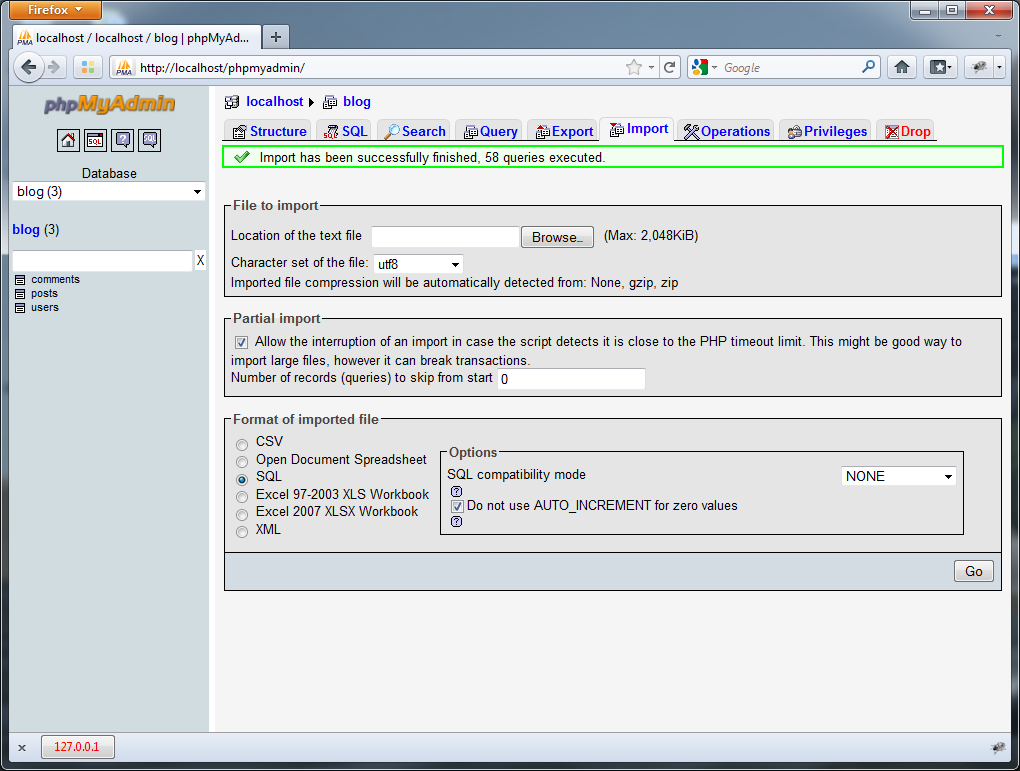 Firefox
PMA localhost / localhost / blog | phpMyAd...
PMA http://localhost/phpmyadmin/
Google
phpMyAdmin
SQL
SQL
Database
blog (3)
blog (3)
X
comments
posts
users
localhost
blog
Structure
SQL
Search
Query
Export
Import
Operations
Privileges
Drop
Import has been successfully finished, 58 queries executed.
File to import
Location of the text file
Browse...
(Max: 2,048KiB)
Character set of the file:
utf8
Imported file compression will be automatically detected from: None, gzip, zip
Partial import
Allow the interruption of an import in case the script detects it is close to the PHP timeout limit. This might be good way to
import large files, however it can break transactions.
Number of records (queries) to skip from start
0
Format of imported file
CSV
Open Document Spreadsheet
SQL
Excel 97-2003 XLS Workbook
Excel 2007 XLSX Workbook
XML
Options
SQL compatibility mode
NONE
?
Do not use AUTO_INCREMENT for zero values
?
Go
x
127.0.0.1